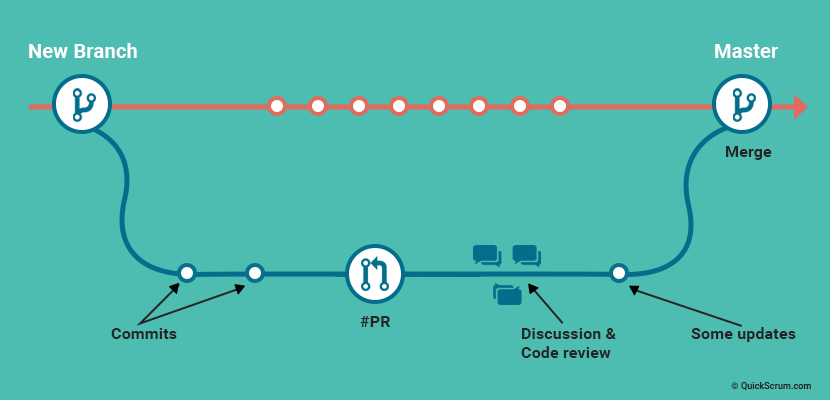 New Branch
Master
Merge
Commits
#PR
Discussion &
Code review
Some updates
© QuickScrum.com